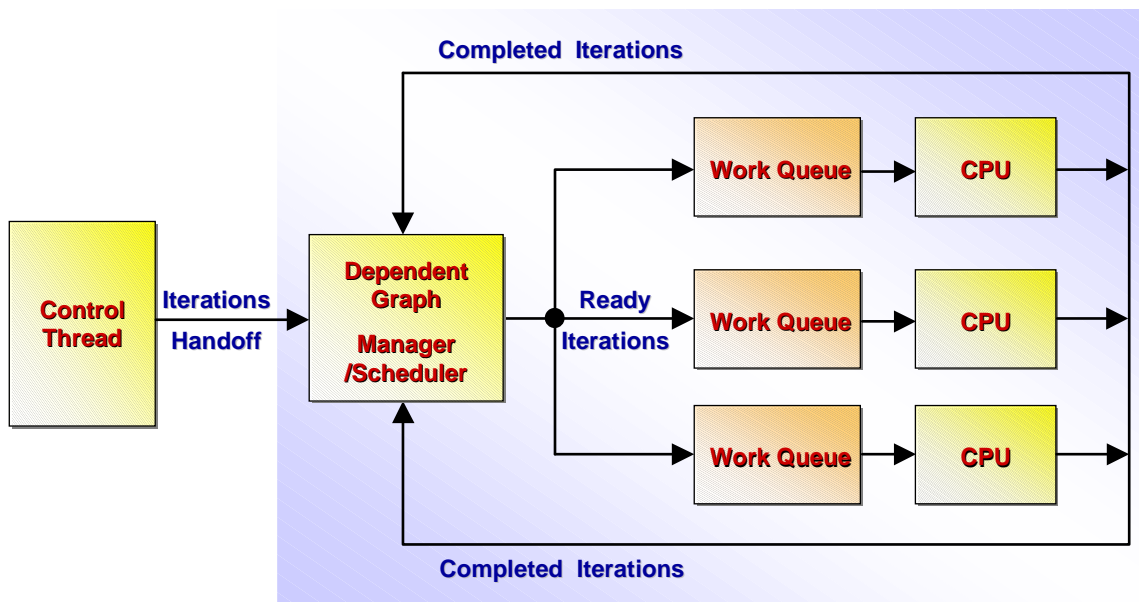 Completed Iterations
Work Queue
CPU
Control
Thread
Iterations
Handoff
Dependent
Graph
Manager
/Scheduler
Ready
Iterations
Work Queue
CPU
Work Queue
CPU
Completed Iterations